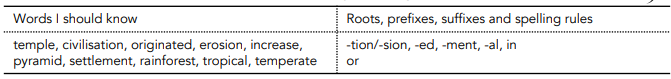 Words I should know
Roots, prefixes, suffixes and spelling rules
temple, civilisation, originated, erosion, increase,
pyramid, settlement, rainforest, tropical, temperate
-tion/-sion, -ed, -ment, -al, in
or